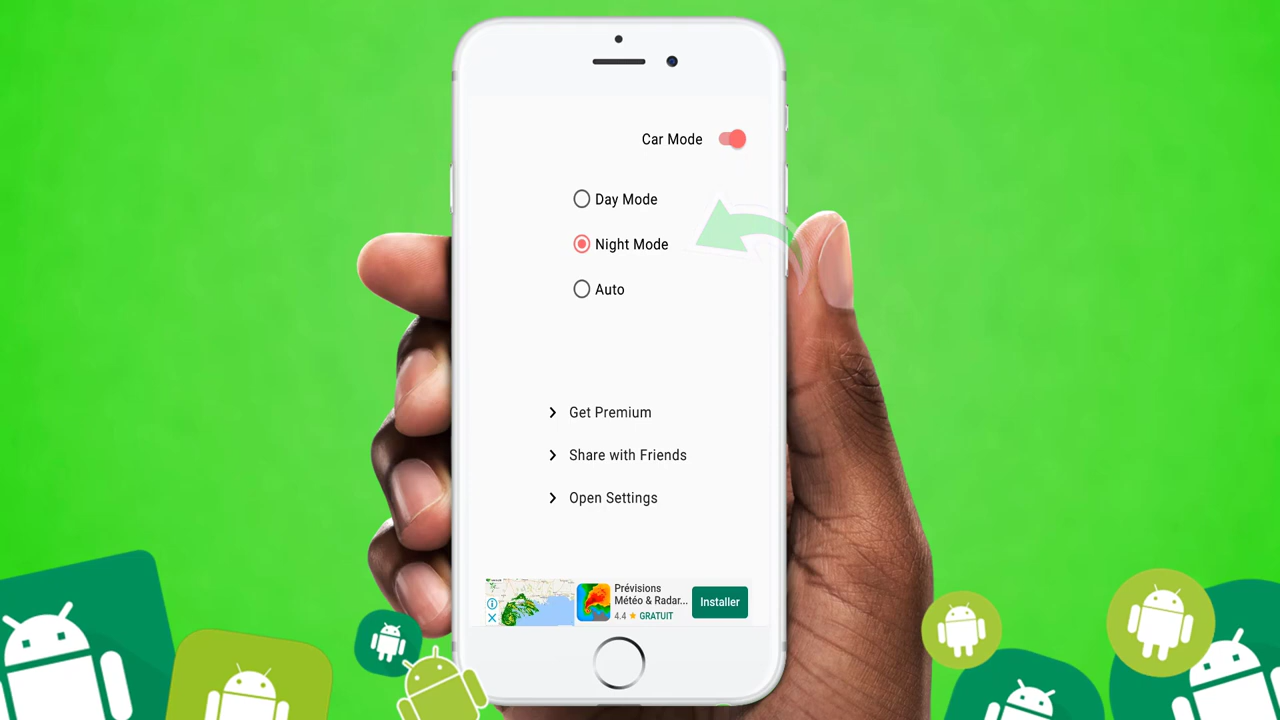 Car Mode
Day Mode
Night Mode
Auto
Get Premium
Share with Friends
Open Settings
Prévisions
Météo & Radar...
4.4 ★ GRATUIT
Installer